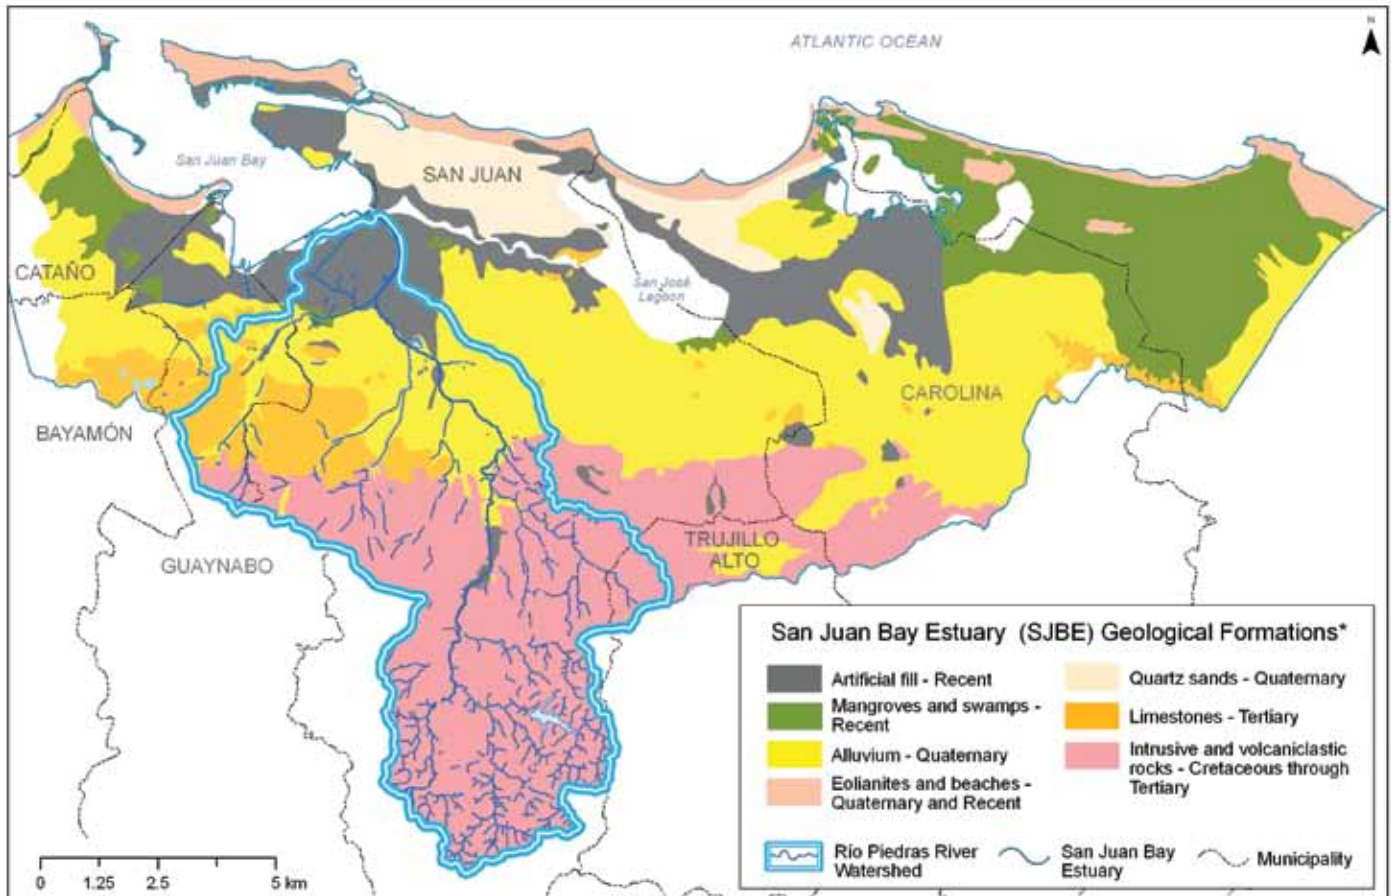 N
ATLANTIC OCEAN
San Juan Bay
SAN JUAN
CATAÑO
San José
Lagoon
CAROLINA
BAYAMÓN
GUAYNABO
TRUJILLO
ALTO
San Juan Bay Estuary (SJBE) Geological Formations*
Artificial fill - Recent
Mangroves and swamps -
Recent
Alluvium - Quaternary
Eolianites and beaches -
Quaternary and Recent
Quartz sands - Quaternary
Limestones - Tertiary
Intrusive and volcaniclastic
rocks - Cretaceous through
Tertiary
Río Piedras River
Watershed
San Juan Bay
Estuary
Municipality
0 1.25 2.5 5 km